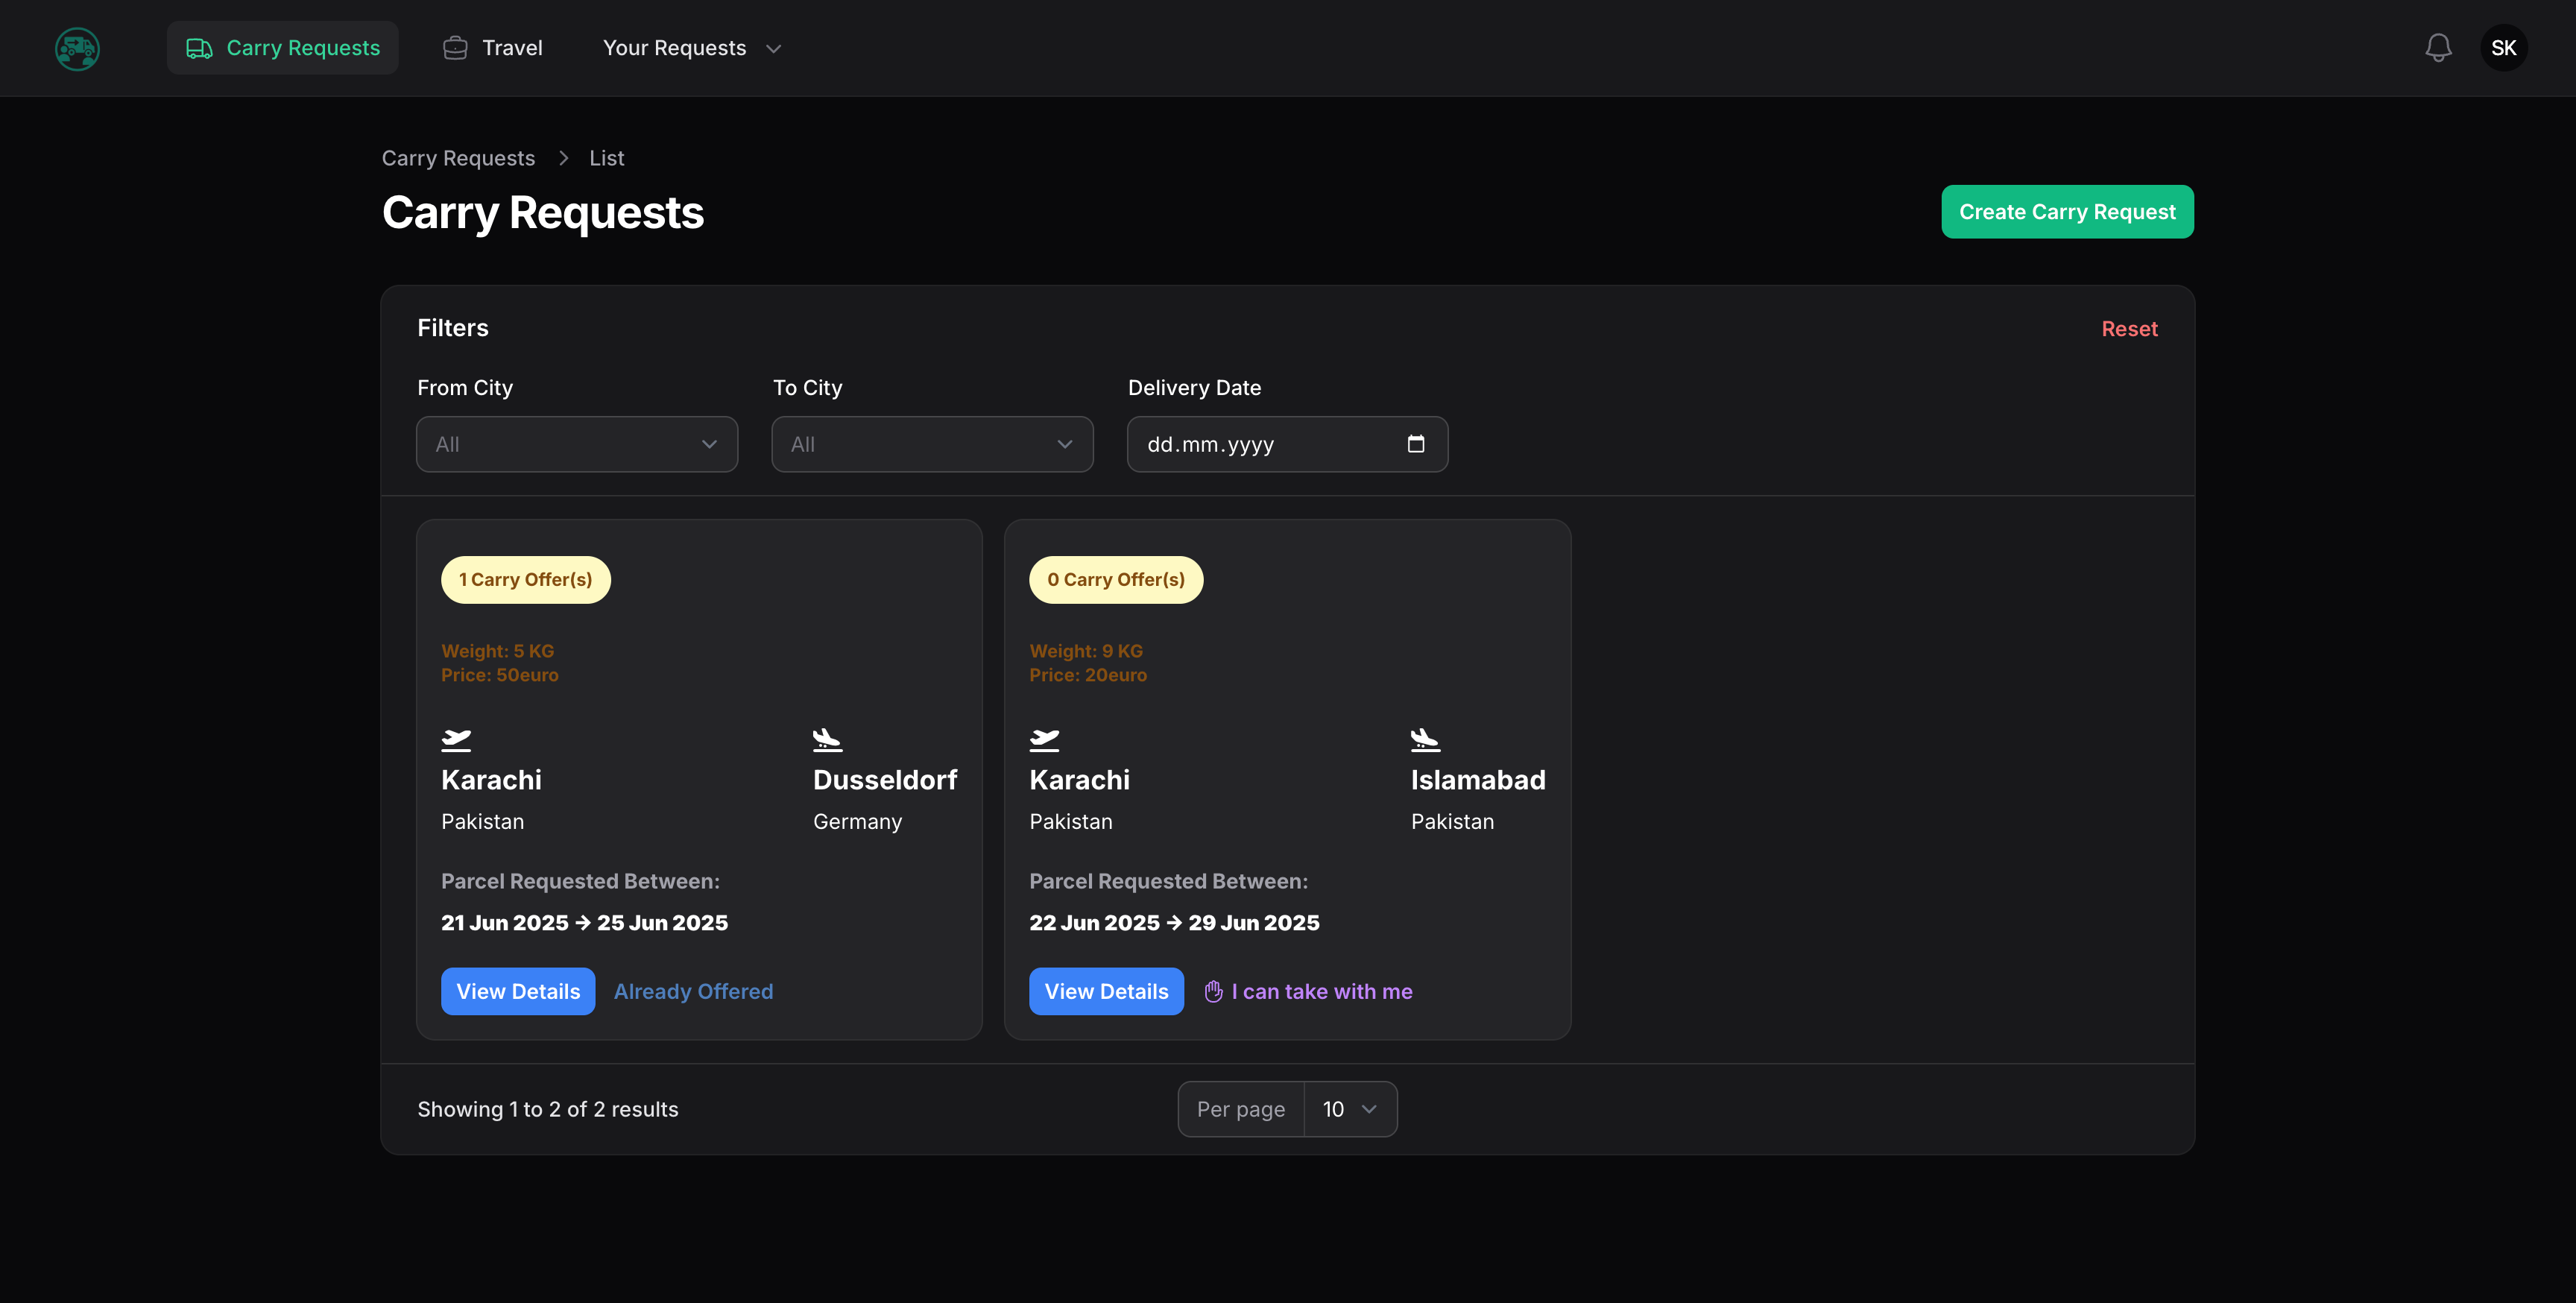 Carry Requests
Travel
Your Requests
SK
Carry Requests > List
Carry Requests
Create Carry Request
Filters
Reset
From City
To City
Delivery Date
All
All
dd.mm.yyyy
1 Carry Offer(s)
Weight: 5 KG
Price: 50euro
Karachi
Dusseldorf
Pakistan
Germany
Parcel Requested Between:
21 Jun 2025 → 25 Jun 2025
View Details
Already Offered
0 Carry Offer(s)
Weight: 9 KG
Price: 20euro
Karachi
Islamabad
Pakistan
Pakistan
Parcel Requested Between:
22 Jun 2025 → 29 Jun 2025
View Details
I can take with me
Showing 1 to 2 of 2 results
Per page
10